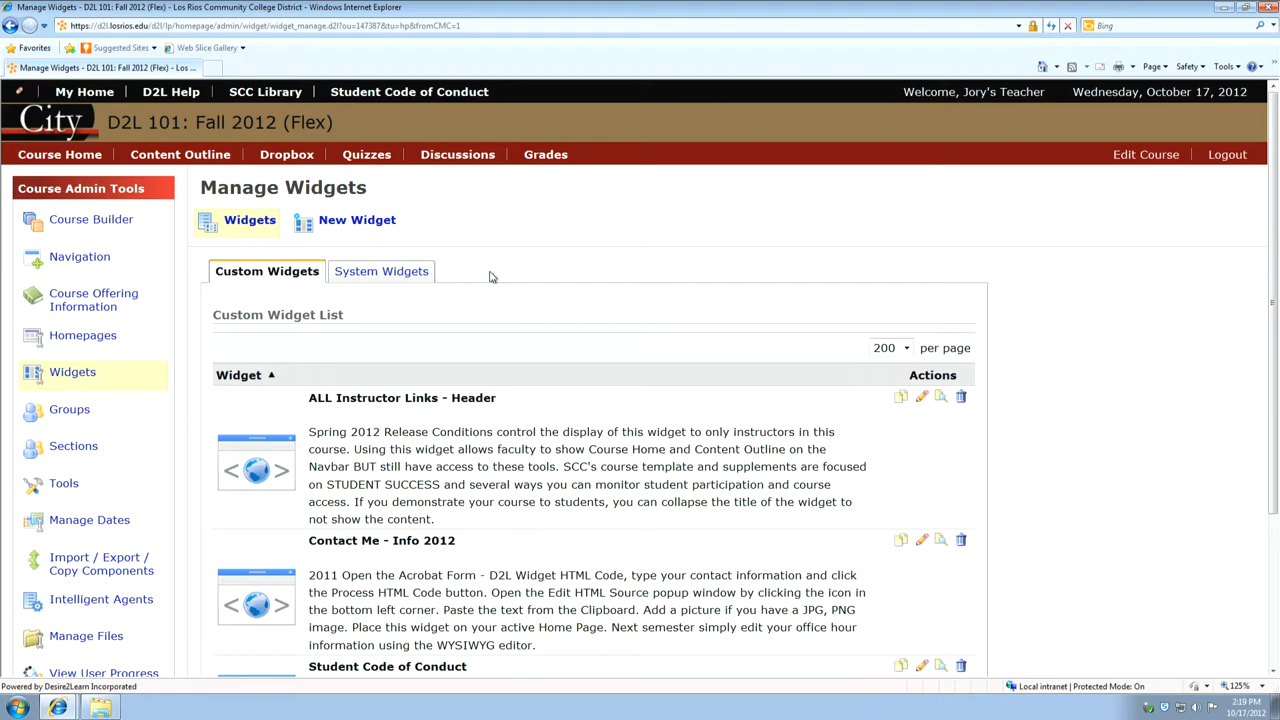 Manage Widgets - D2L 101: Fall 2012 (Flex) - Los Rios Community College District - Windows Internet Explorer
https://d2l.losrios.edu/d2l/lp/homepage/admin/widget/widget_manage.d2l?ou=147387&tu=hp&fromCMC=1
Bing
Favorites Suggested Sites Web Slice Gallery
Manage Widgets - D2L 101: Fall 2012 (Flex) - Los ...
Page Safety Tools
My Home D2L Help SCC Library Student Code of Conduct Welcome, Jory's Teacher Wednesday, October 17, 2012
City D2L 101: Fall 2012 (Flex)
Course Home Content Outline Dropbox Quizzes Discussions Grades Edit Course Logout
Course Admin Tools
Course Builder
Navigation
Course Offering
Information
Homepages
Widgets
Groups
Sections
Tools
Manage Dates
Import / Export /
Copy Components
Intelligent Agents
Manage Files
View User Progress
Manage Widgets
Widgets New Widget
Custom Widgets System Widgets
Custom Widget List
200 per page
Widget Actions
ALL Instructor Links - Header
Spring 2012 Release Conditions control the display of this widget to only instructors in this
course. Using this widget allows faculty to show Course Home and Content Outline on the
Navbar BUT still have access to these tools. SCC's course template and supplements are focused
on STUDENT SUCCESS and several ways you can monitor student participation and course
access. If you demonstrate your course to students, you can collapse the title of the widget to
not show the content.
Contact Me - Info 2012
2011 Open the Acrobat Form - D2L Widget HTML Code, type your contact information and click
the Process HTML Code button. Open the Edit HTML Source popup window by clicking the icon in
the bottom left corner. Paste the text from the Clipboard. Add a picture if you have a JPG, PNG
image. Place this widget on your active Home Page. Next semester simply edit your office hour
information using the WYSIWYG editor.
Student Code of Conduct
Powered by Desire2Learn Incorporated Local intranet | Protected Mode: On 125%
2:19 PM
10/17/2012